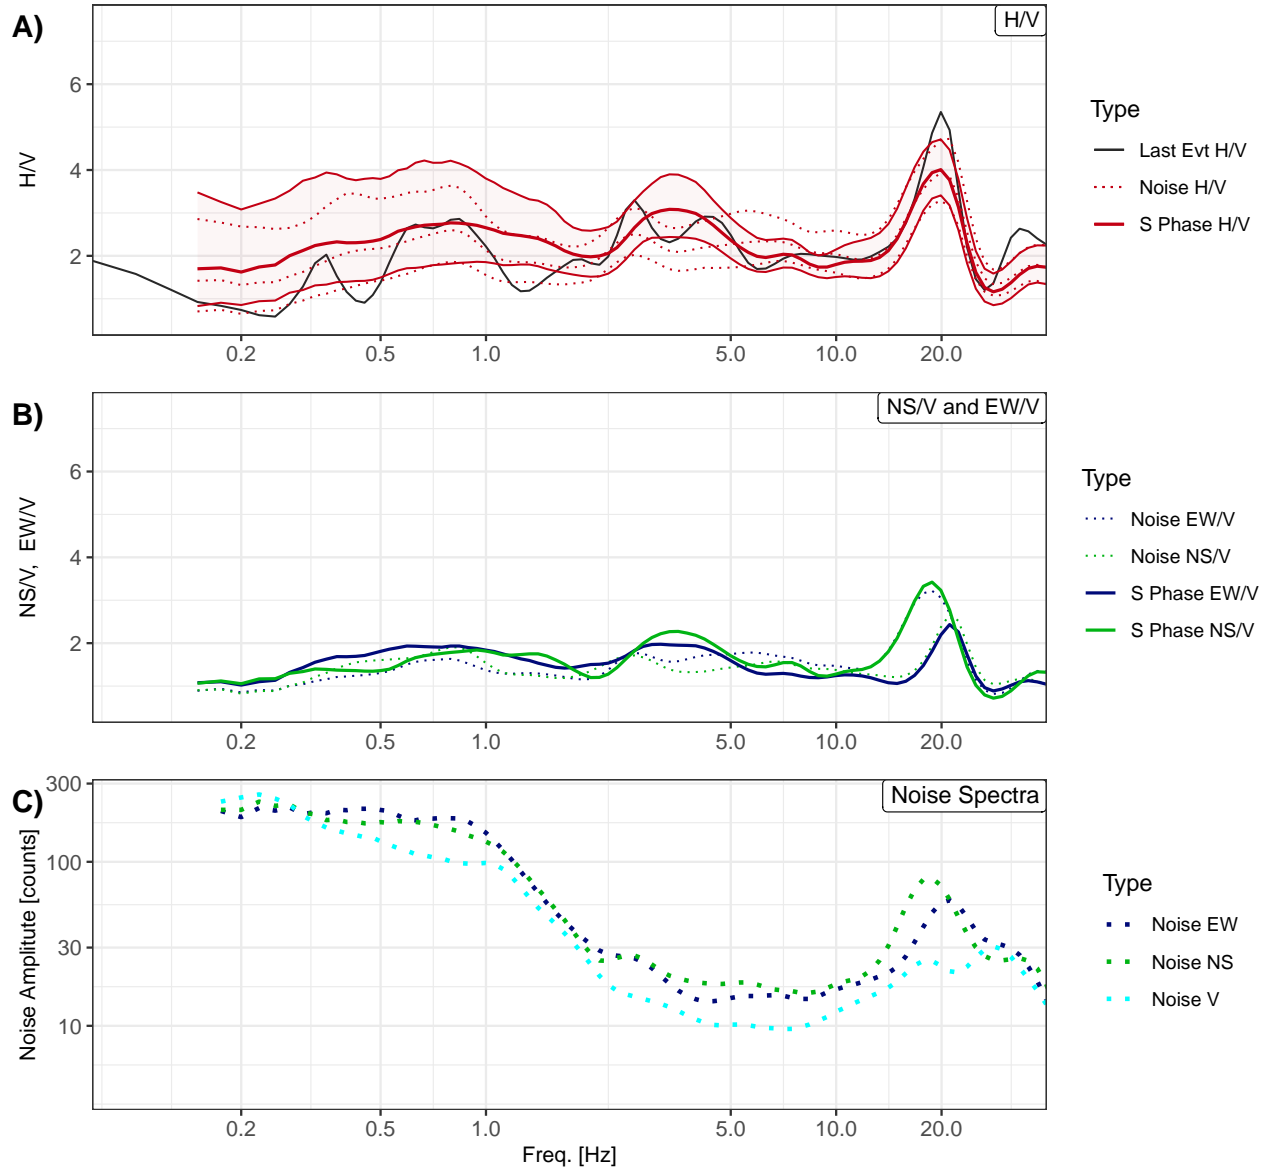 A)
H/V
6
4
2
H/V
0.2 0.5 1.0 5.0 10.0 20.0
Type
Last Evt H/V
Noise H/V
S Phase H/V
B)
NS/V and EW/V
6
4
2
NS/V, EW/V
0.2 0.5 1.0 5.0 10.0 20.0
Type
Noise EW/V
Noise NS/V
S Phase EW/V
S Phase NS/V
C)
Noise Spectra
300
100
30
10
Noise Amplitute [counts]
0.2 0.5 1.0 5.0 10.0 20.0
Freq. [Hz]
Type
Noise EW
Noise NS
Noise V